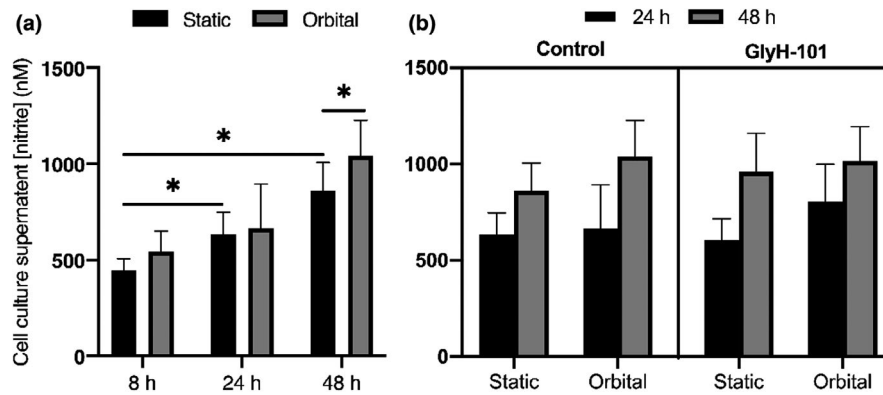 (a)
Static Orbital
Cell culture supernatent [nitrite] (nM)
1500
1000
500
0
*
*
*
8 h 24 h 48 h
(b)
24 h 48 h
Control GlyH-101
1500
1000
500
0
Static Orbital Static Orbital